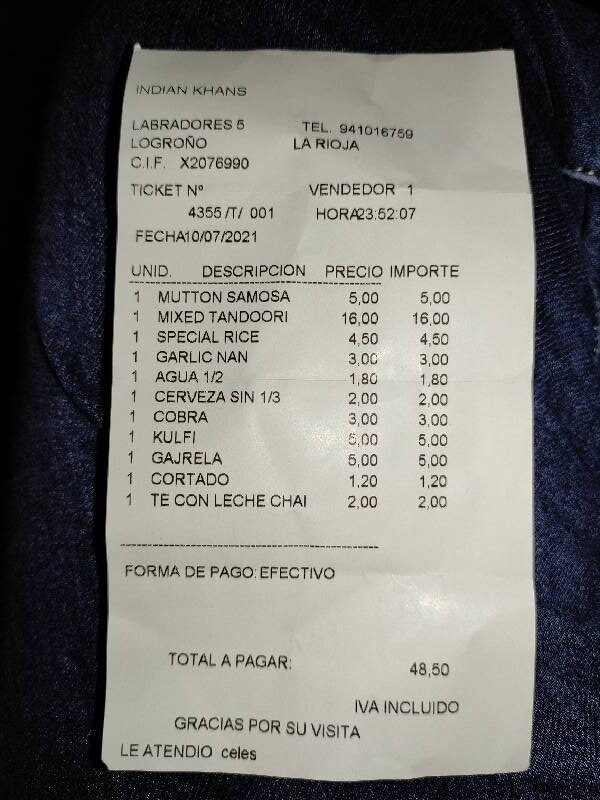 INDIAN KHANS
LABRADORES 5 TEL. 941016759
LOGROÑO LA RIOJA
C.I.F. X2076990
TICKET Nº VENDEDOR 1
4355 /T/ 001 HORA23:52:07
FECHA10/07/2021
UNID. DESCRIPCION PRECIO IMPORTE
1 MUTTON SAMOSA 5,00 5,00
1 MIXED TANDOORI 16,00 16,00
1 SPECIAL RICE 4,50 4,50
1 GARLIC NAN 3,00 3,00
1 AGUA 1/2 1,80 1,80
1 CERVEZA SIN 1/3 2,00 2,00
1 COBRA 3,00 3,00
1 KULFI 5,00 5,00
1 GAJRELA 5,00 5,00
1 CORTADO 1,20 1,20
1 TE CON LECHE CHAI 2,00 2,00
FORMA DE PAGO: EFECTIVO
TOTAL A PAGAR: 48,50
IVA INCLUIDO
GRACIAS POR SU VISITA
LE ATENDIO celes